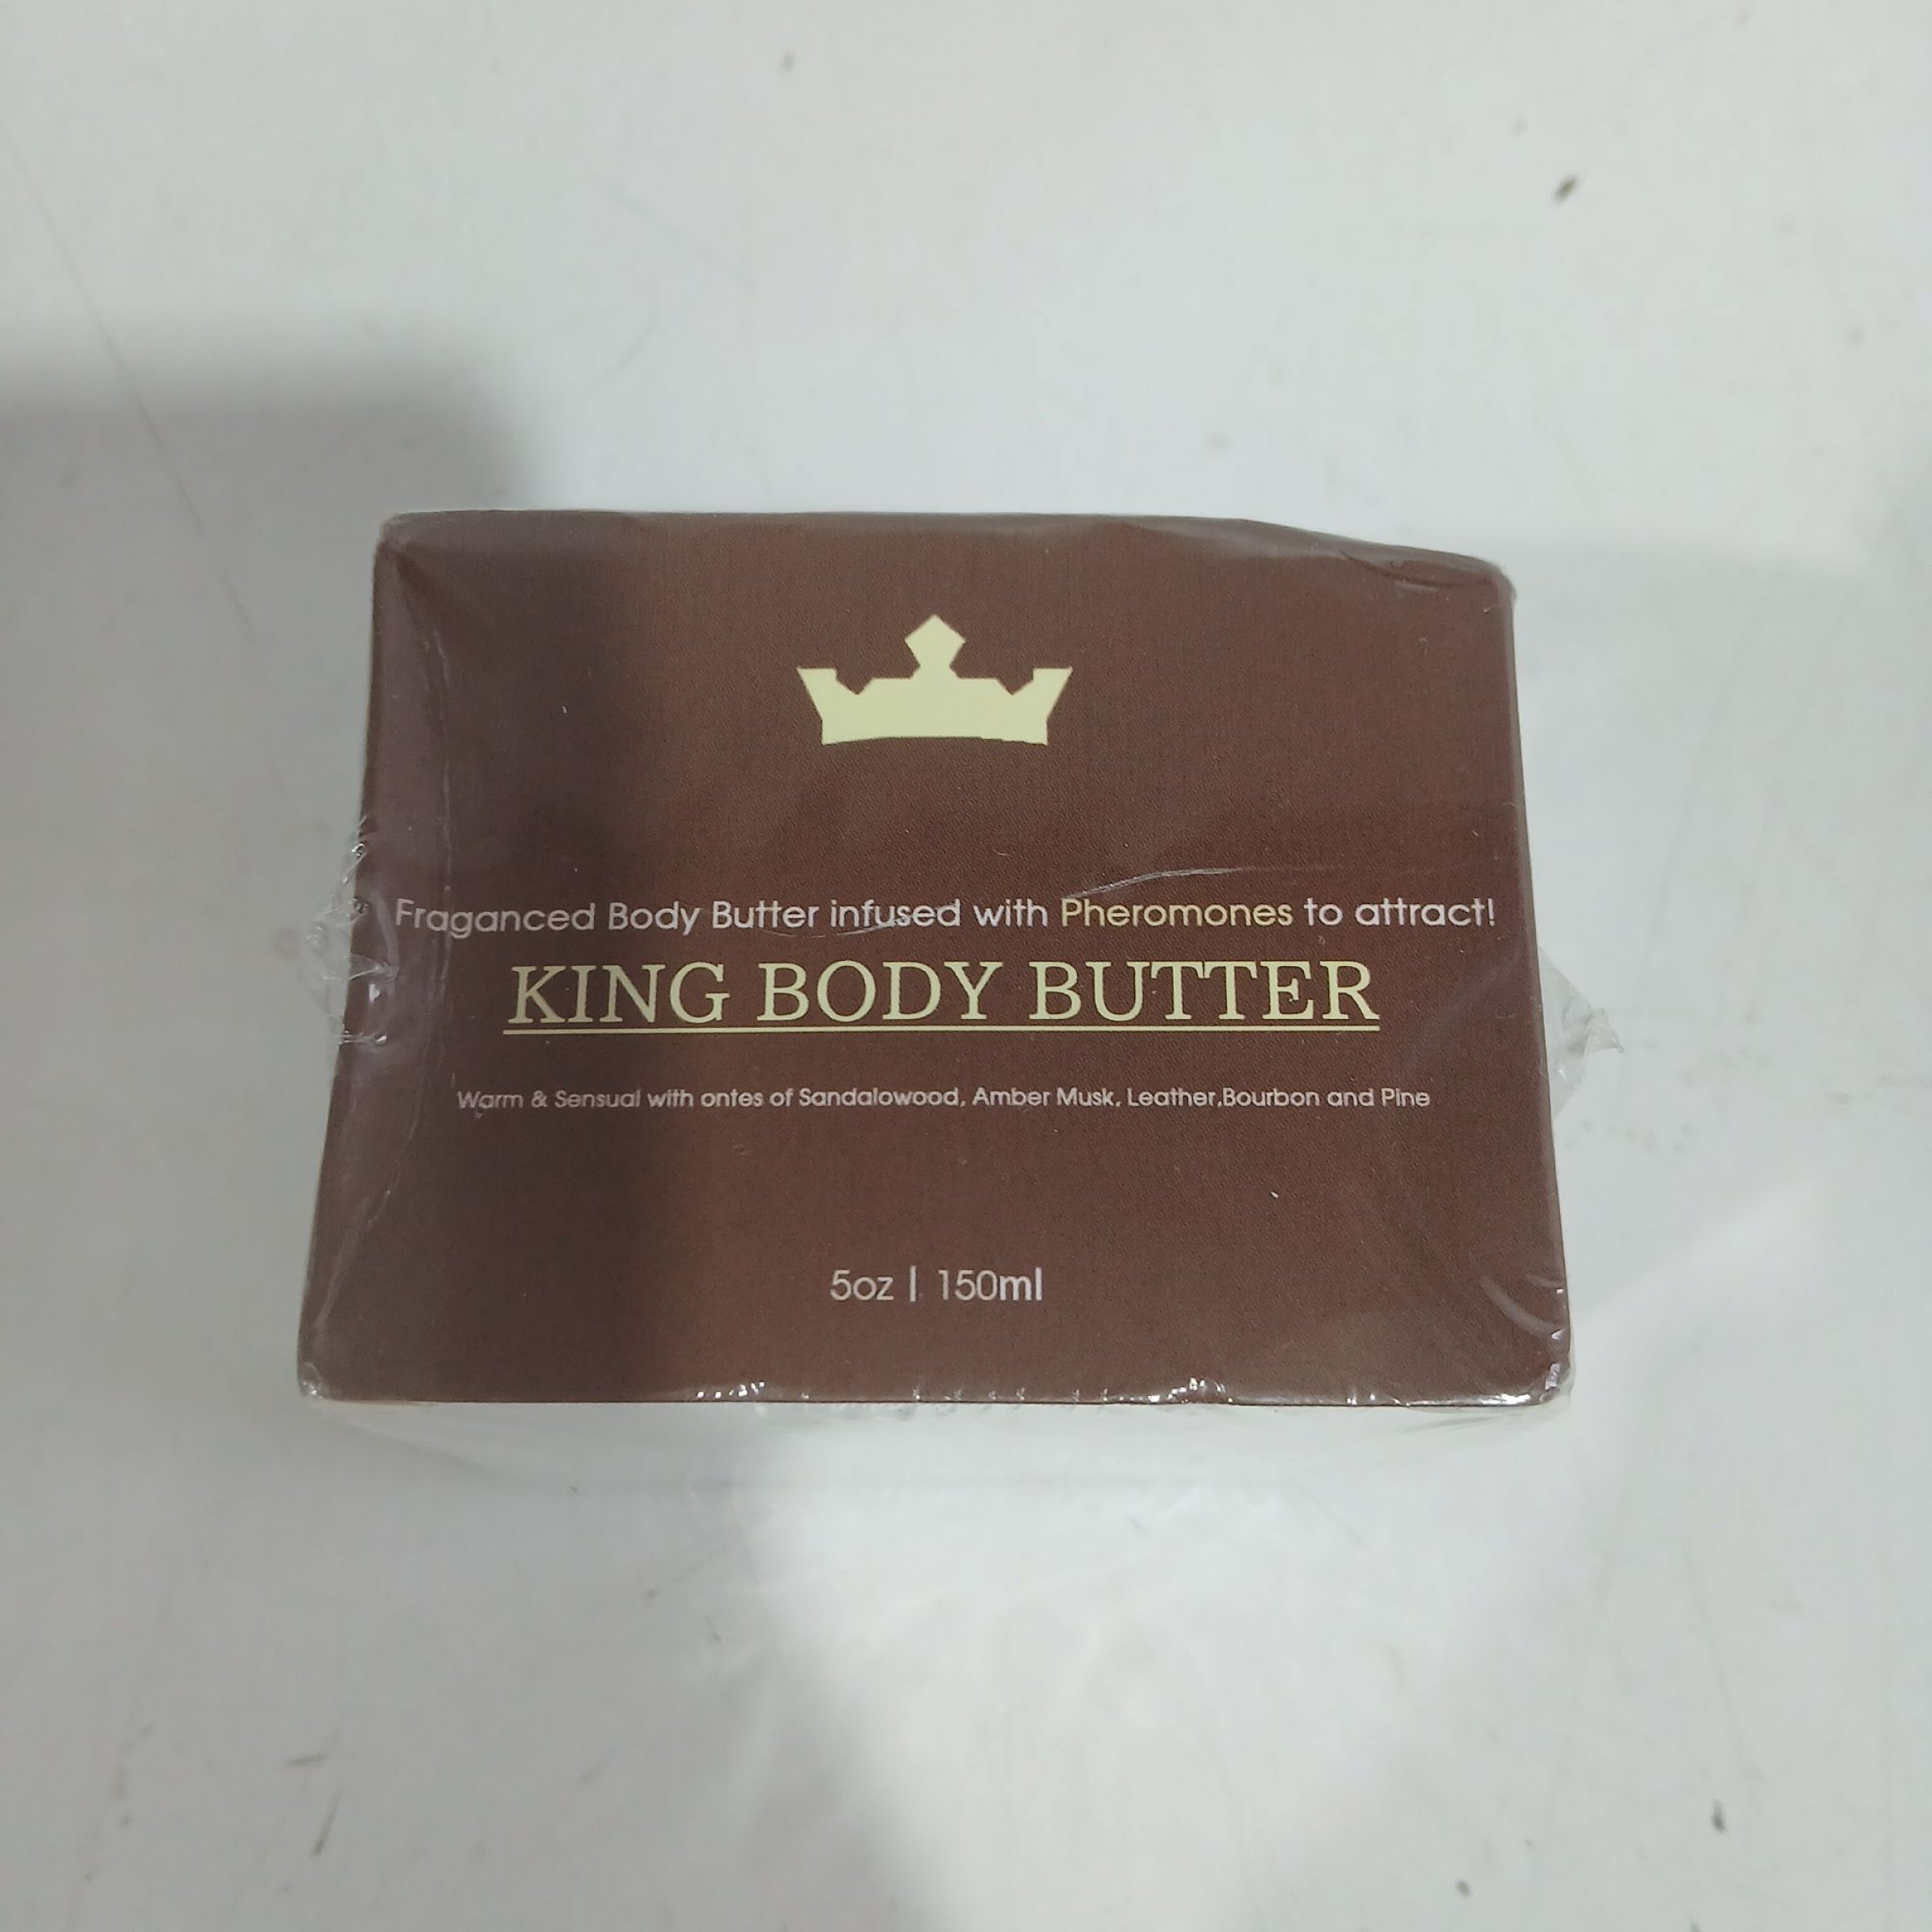 Fraganced Body Butter infused with Pheromones to attract!
KING BODY BUTTER
Warm & Sensual with ontes of Sandalowood, Amber Musk, Leather,Bourbon and Pine
5oz | 150ml